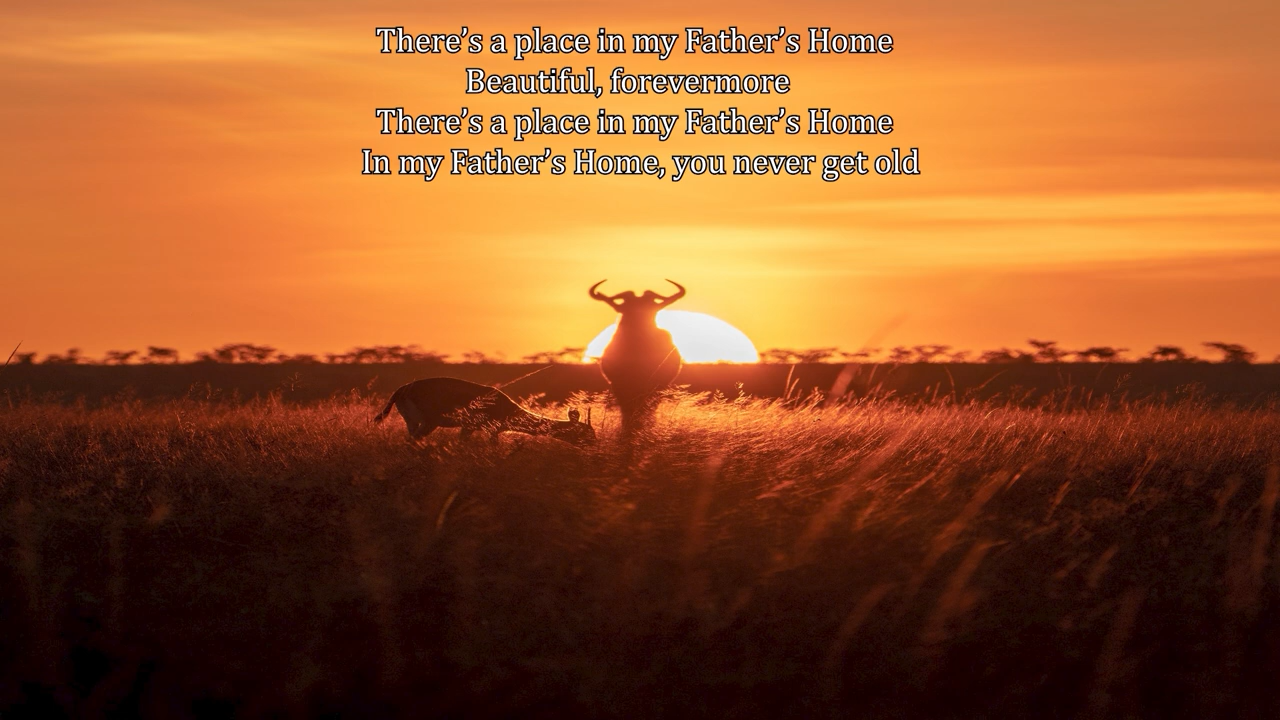 There’s a place in my Father’s Home
Beautiful, forevermore
There’s a place in my Father’s Home
In my Father’s Home, you never get old